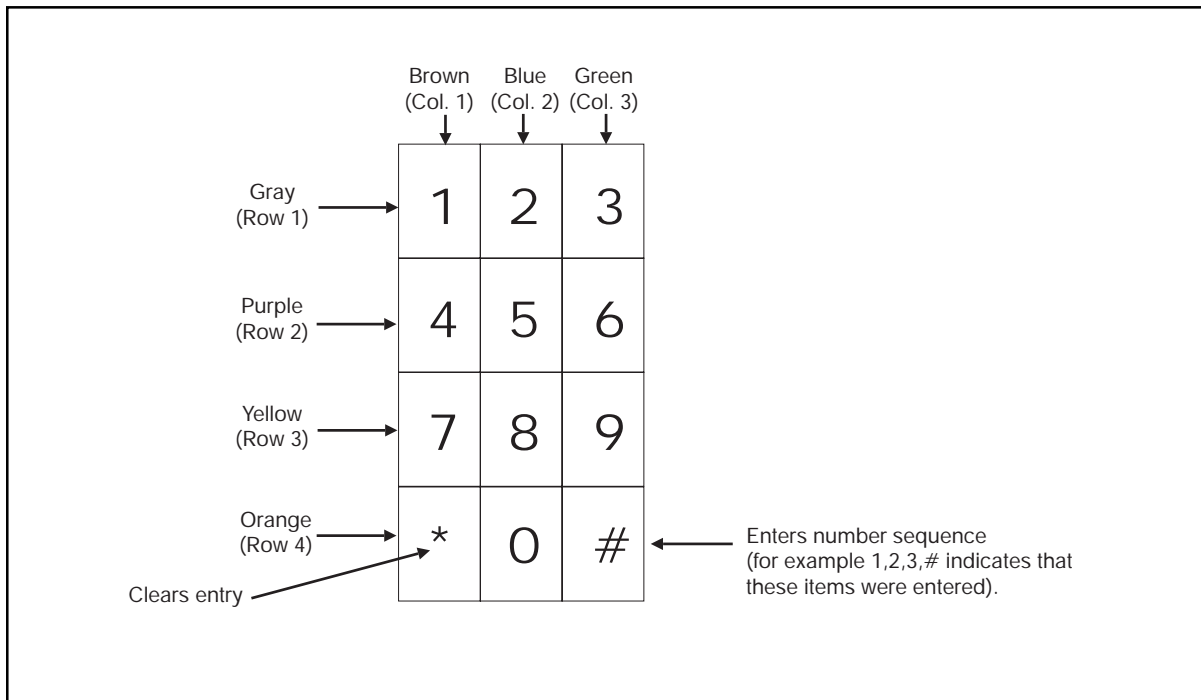 Brown Blue Green
(Col. 1) (Col. 2) (Col. 3)
Gray
(Row 1)
1 2 3
Purple
(Row 2)
4 5 6
Yellow
(Row 3)
7 8 9
Orange
(Row 4)
* 0 #
Clears entry
Enters number sequence
(for example 1,2,3,# indicates that
these items were entered).